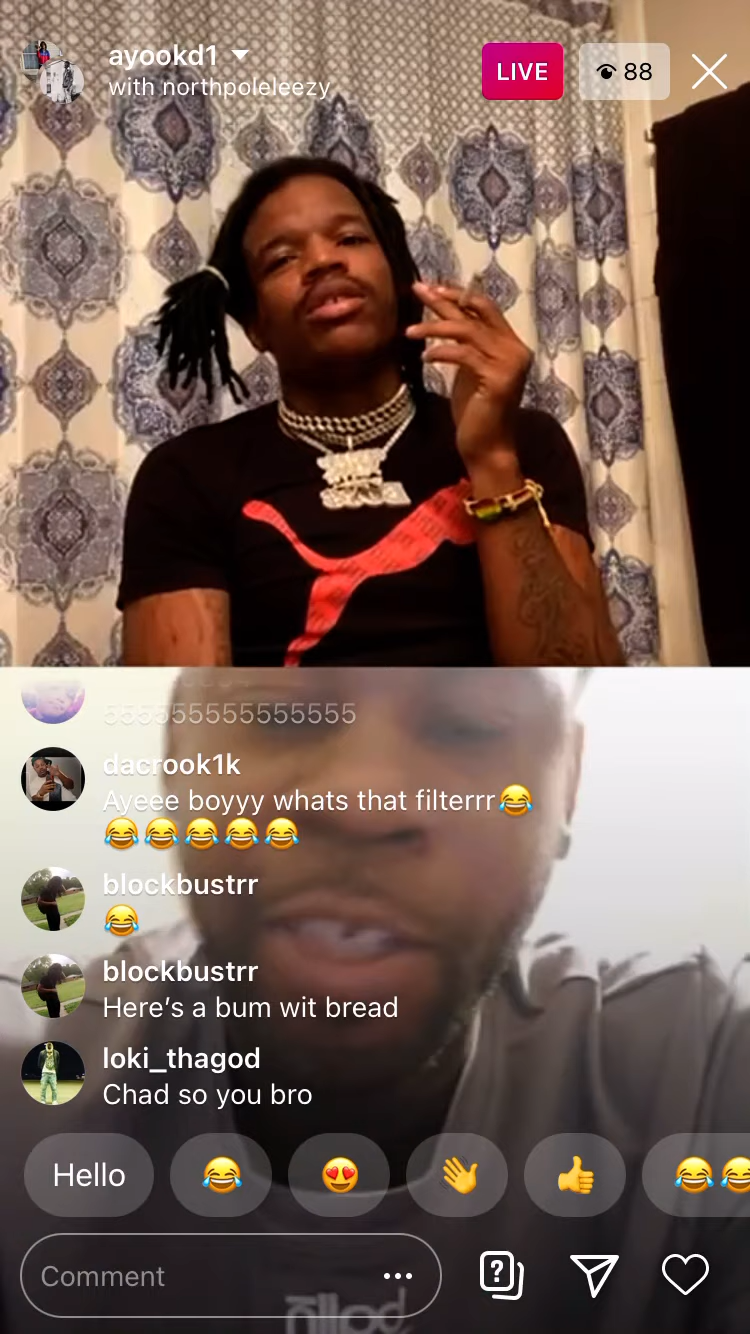 ayookd1
with northpoleleezy
LIVE
88
555555555555555
dacrook1k
Ayeee boyyy whats that filterrr😂
😂😂😂😂😂
blockbustrr
😂
blockbustrr
Here’s a bum wit bread
loki_thagod
Chad so you bro
Hello 😂 😍 👋 👍 😂😂
Comment